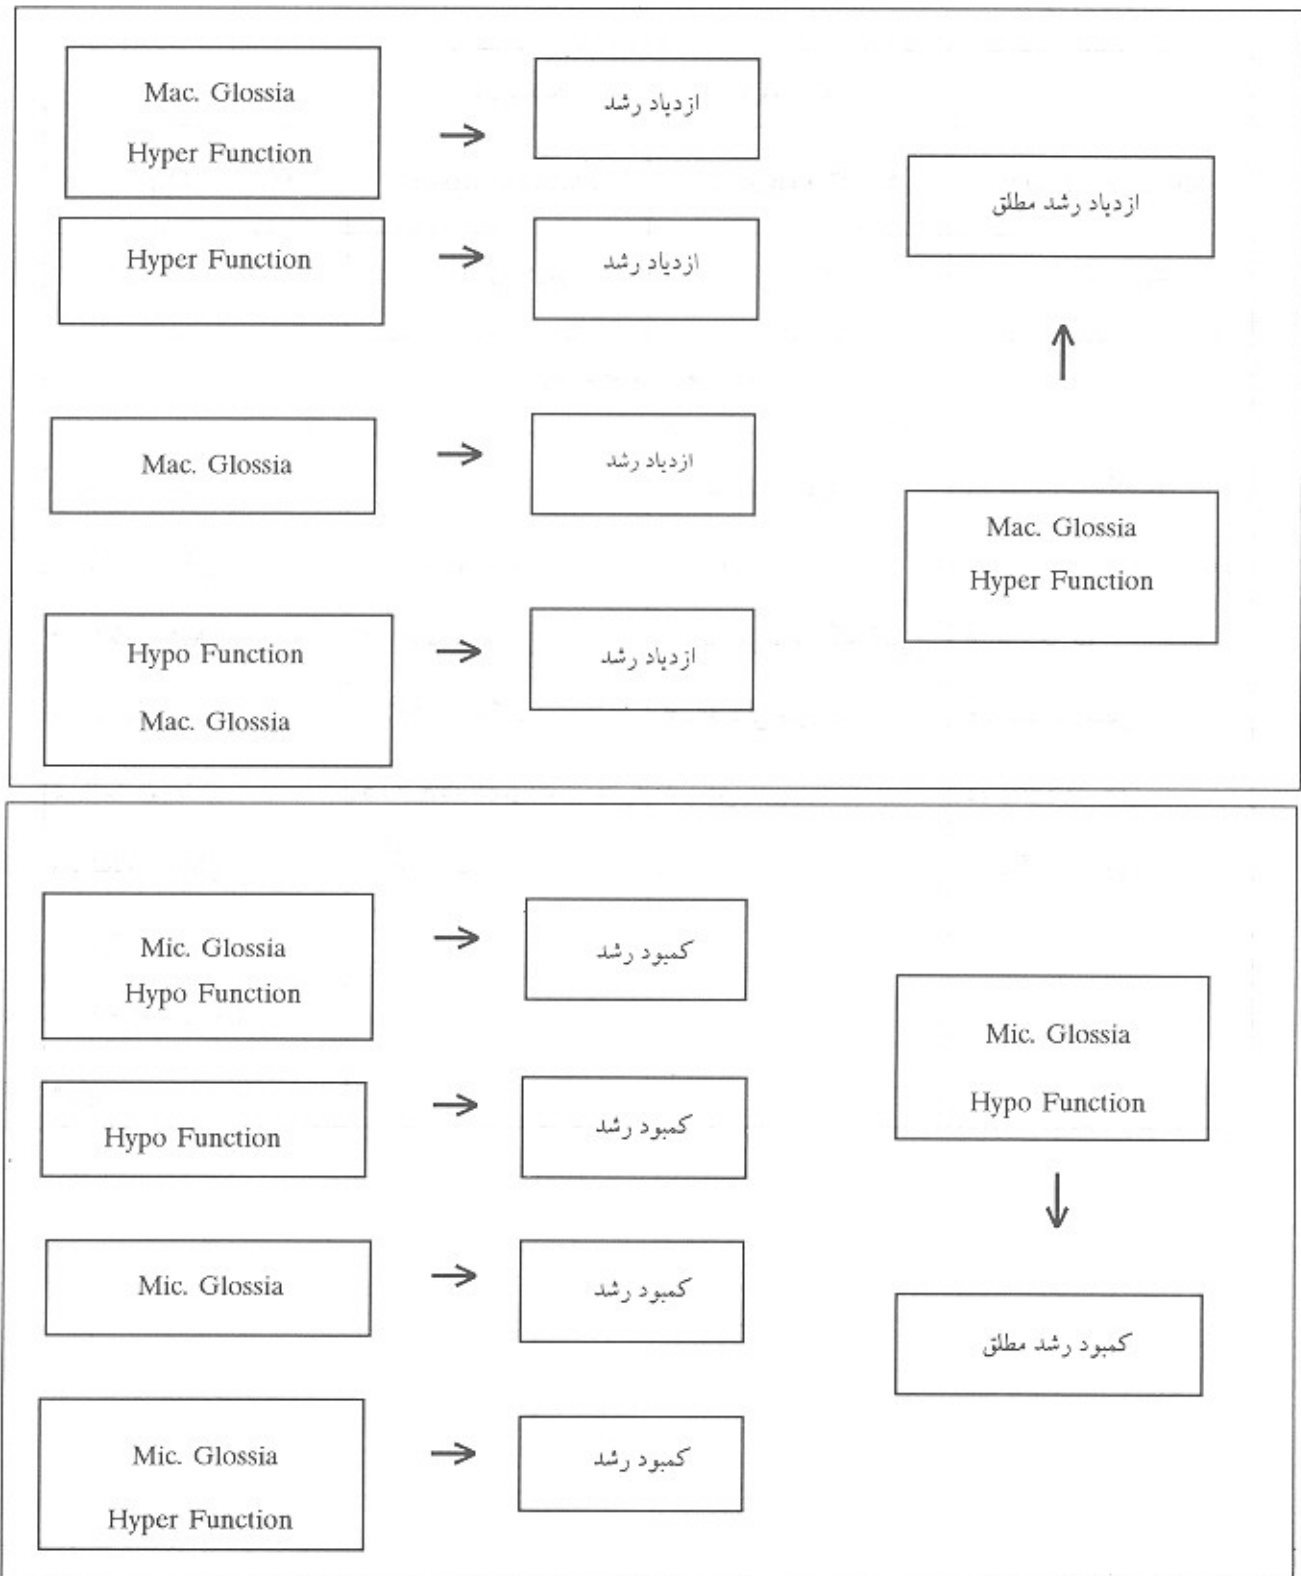 Mac. Glossia
Hyper Function
ازدیاد رشد
Hyper Function
ازدیاد رشد
Mac. Glossia
ازدیاد رشد
Hypo Function
Mac. Glossia
ازدیاد رشد
ازدیاد رشد مطلق
Mac. Glossia
Hyper Function
Mic. Glossia
Hypo Function
کمبود رشد
Hypo Function
کمبود رشد
Mic. Glossia
کمبود رشد
Mic. Glossia
Hyper Function
کمبود رشد
Mic. Glossia
Hypo Function
کمبود رشد مطلق